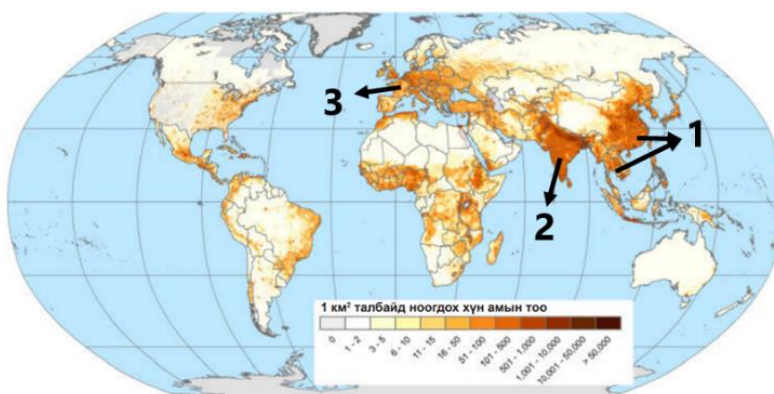 3
1
2
1 км² талбайд ноогдох хүн амын тоо
0
1 - 2
3 - 5
6 - 10
11 - 15
16 - 50
51 - 100
101 - 500
501 - 1,000
1,001 - 10,000
10,001 - 50,000
> 50,000